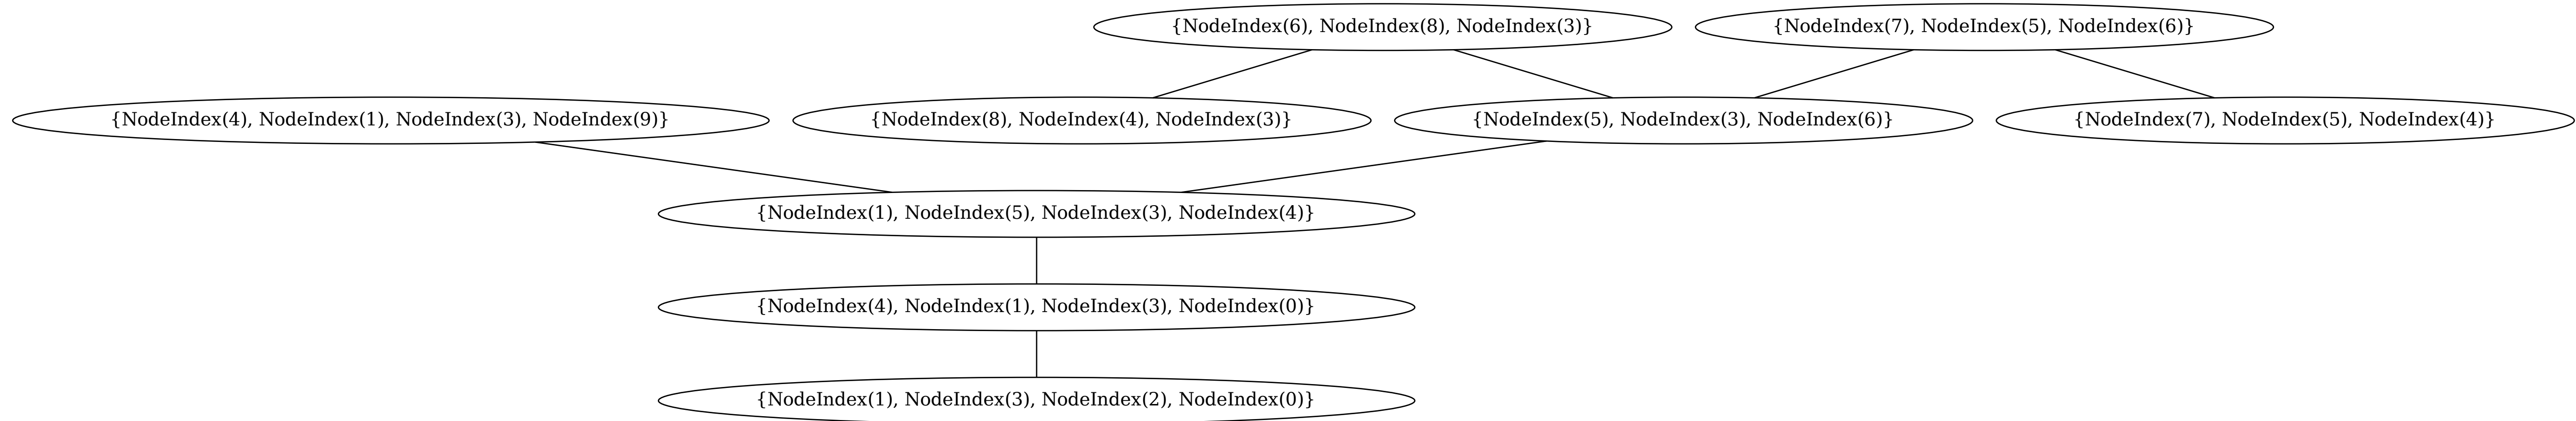 {NodeIndex(6), NodeIndex(8), NodeIndex(3)}
{NodeIndex(7), NodeIndex(5), NodeIndex(6)}
{NodeIndex(4), NodeIndex(1), NodeIndex(3), NodeIndex(9)}
{NodeIndex(8), NodeIndex(4), NodeIndex(3)}
{NodeIndex(5), NodeIndex(3), NodeIndex(6)}
{NodeIndex(7), NodeIndex(5), NodeIndex(4)}
{NodeIndex(1), NodeIndex(5), NodeIndex(3), NodeIndex(4)}
{NodeIndex(4), NodeIndex(1), NodeIndex(3), NodeIndex(0)}
{NodeIndex(1), NodeIndex(3), NodeIndex(2), NodeIndex(0)}